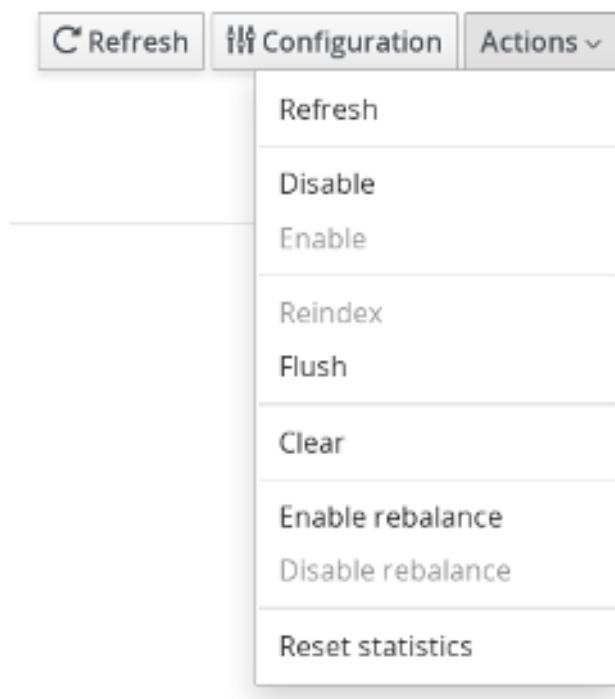 Refresh Configuration Actions
Refresh
Disable
Enable
Reindex
Flush
Clear
Enable rebalance
Disable rebalance
Reset statistics